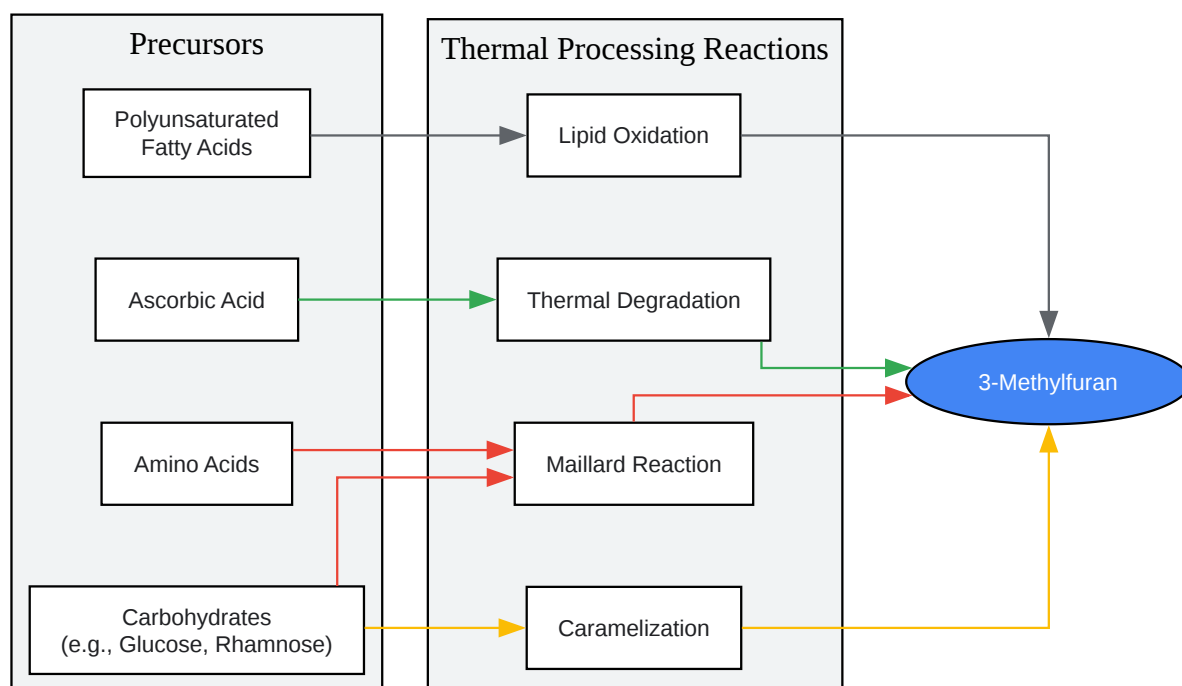 Precursors
Polyunsaturated
Fatty Acids
Ascorbic Acid
Amino Acids
Carbohydrates
(e.g., Glucose, Rhamnose)
Thermal Processing Reactions
Lipid Oxidation
Thermal Degradation
Maillard Reaction
Caramelization
3-Methylfuran